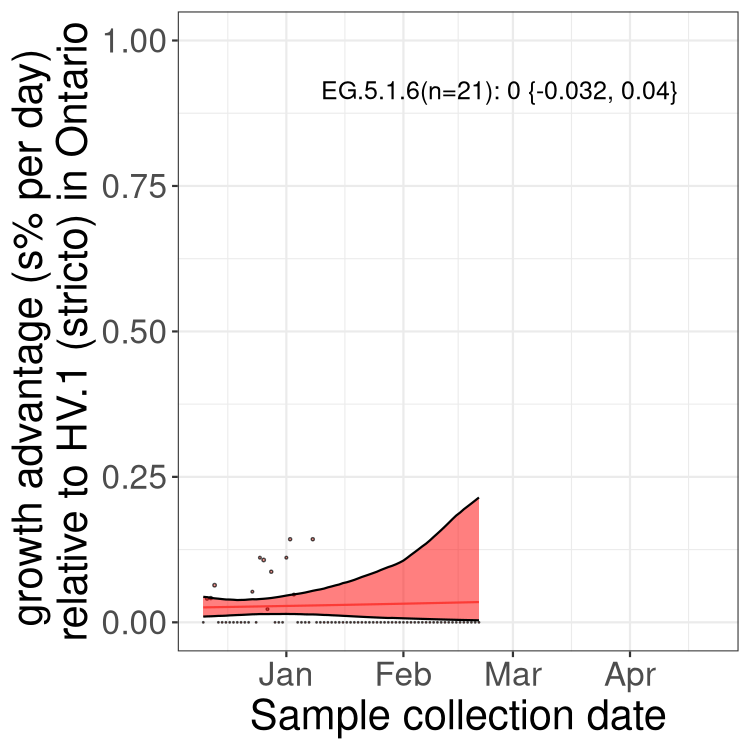 growth advantage (s% per day)
relative to HV.1 (stricto) in Ontario
1.00
0.75
0.50
0.25
0.00
EG.5.1.6(n=21): 0 {-0.032, 0.04}
Jan Feb Mar Apr
Sample collection date